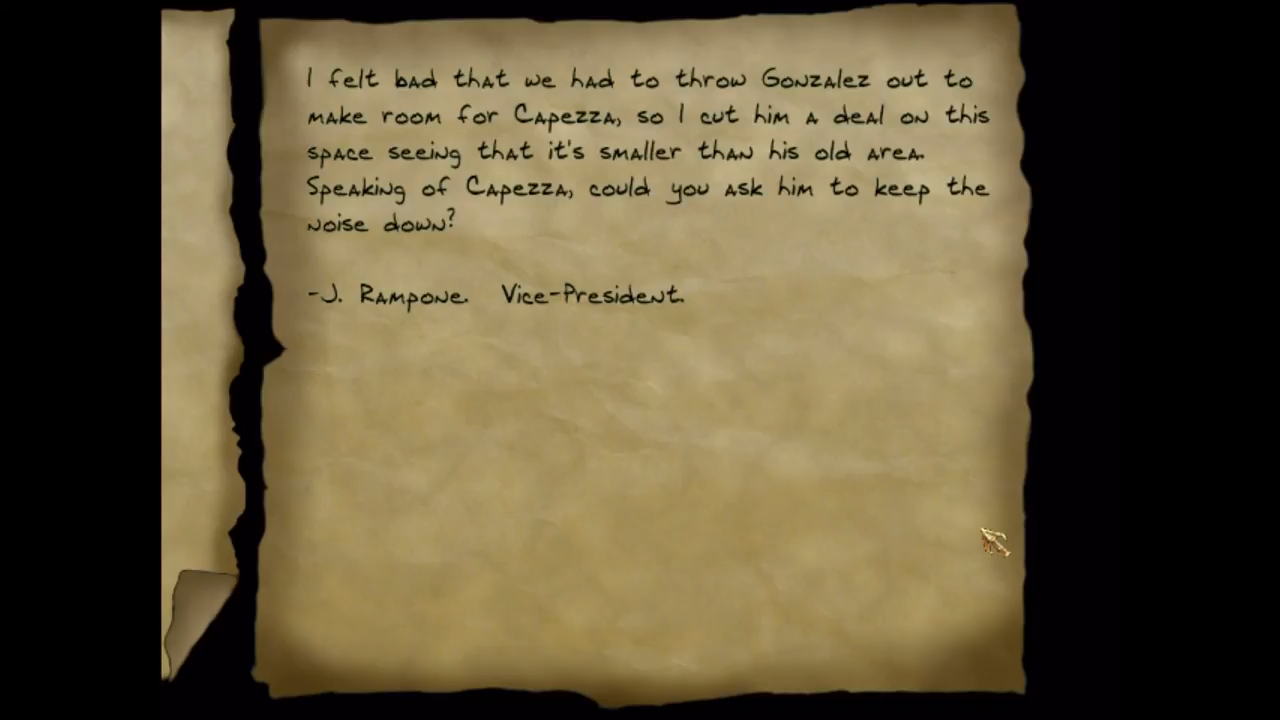 I felt bad that we had to throw Gonzalez out to
make room for Capezza, so I cut him a deal on this
space seeing that it's smaller than his old area.
Speaking of Capezza, could you ask him to keep the
noise down?
-J. Rampone. Vice-President.